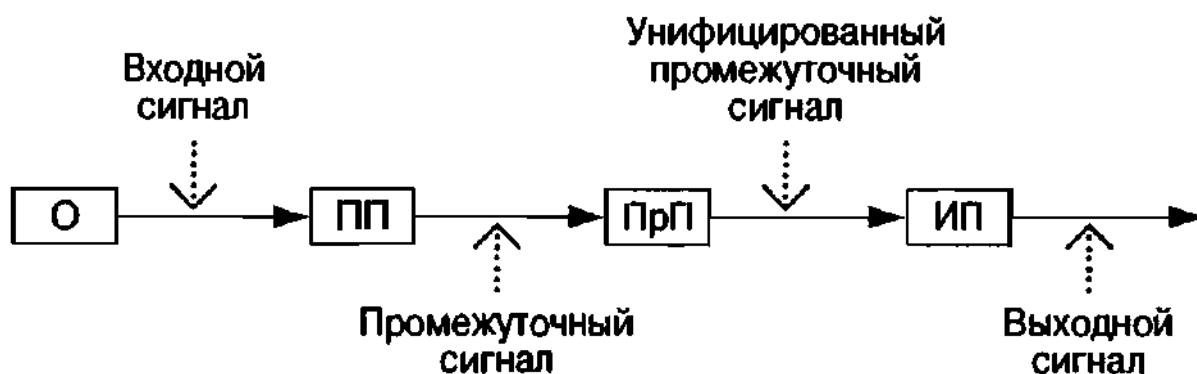 Входной
сигнал
Унифицированный
промежуточный
сигнал
О
ПП
ПрП
ИП
Промежуточный
сигнал
Выходной
сигнал